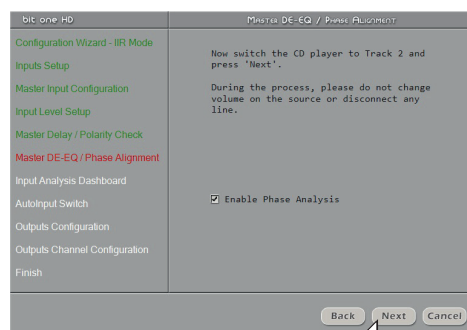 bit one HD
Master DE-EQ / Phase Alignment
Configuration Wizard - IIR Mode
Inputs Setup
Master Input Configuration
Input Level Setup
Master Delay / Polarity Check
Master DE-EQ / Phase Alignment
Input Analysis Dashboard
AutoInput Switch
Outputs Configuration
Outputs Channel Configuration
Finish
Now switch the CD player to Track 2 and
press 'Next'.
During the process, please do not change
volume on the source or disconnect any
line.
Enable Phase Analysis
Back
Next
Cancel